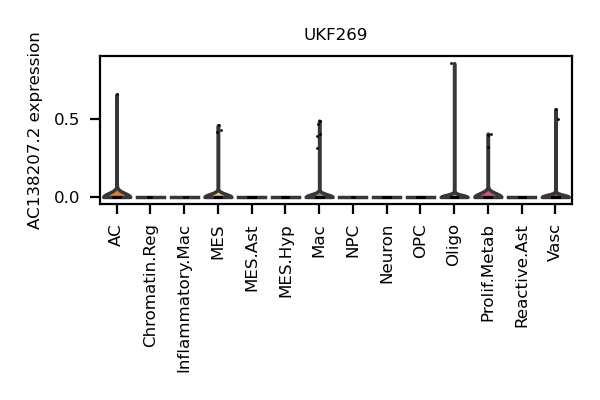 UKF269
AC138207.2 expression
0.5
0.0
AC
Chromatin.Reg
Inflammatory.Mac
MES
MES.Ast
MES.Hyp
Mac
NPC
Neuron
OPC
Oligo
Prolif.Metab
Reactive.Ast
Vasc